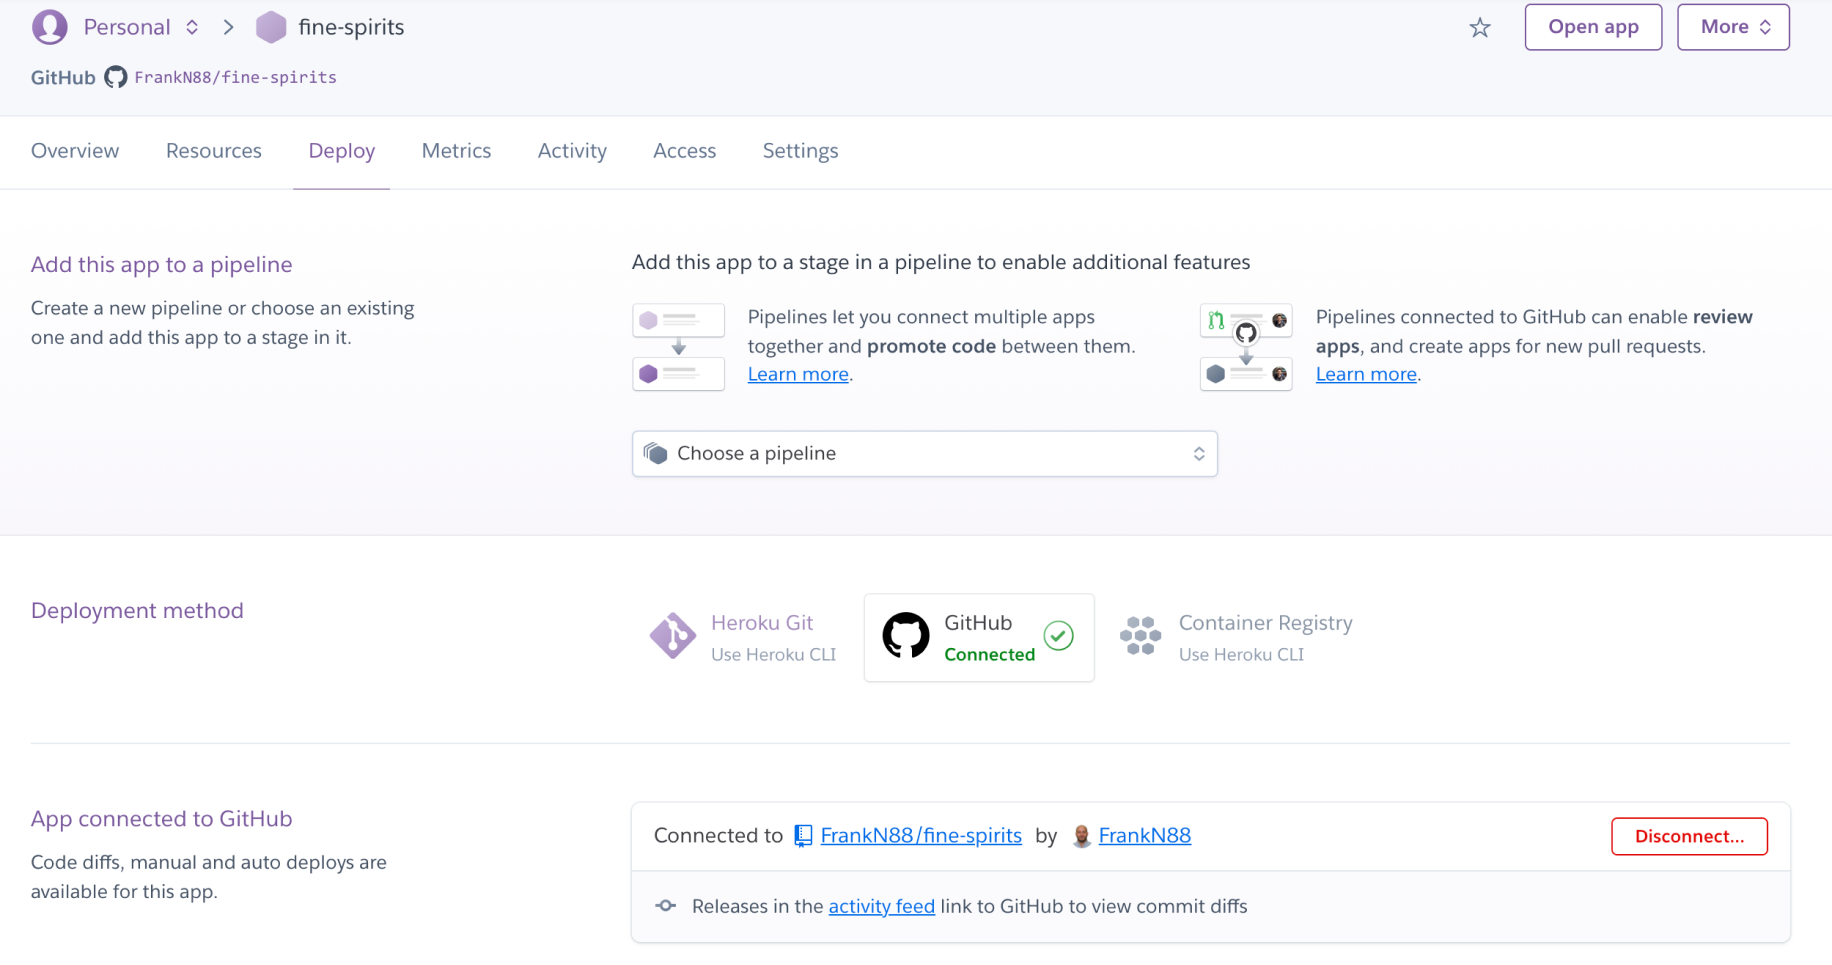 Personal
fine-spirits
Open app
More
GitHub FrankN88/fine-spirits
Overview
Resources
Deploy
Metrics
Activity
Access
Settings
Add this app to a pipeline
Create a new pipeline or choose an existing
one and add this app to a stage in it.
Add this app to a stage in a pipeline to enable additional features
Pipelines let you connect multiple apps
together and promote code between them.
Learn more.
Pipelines connected to GitHub can enable review
apps, and create apps for new pull requests.
Learn more.
Choose a pipeline
Deployment method
Heroku Git
Use Heroku CLI
GitHub
Connected
Container Registry
Use Heroku CLI
App connected to GitHub
Code diffs, manual and auto deploys are
available for this app.
Connected to FrankN88/fine-spirits by FrankN88
Disconnect...
Releases in the activity feed link to GitHub to view commit diffs